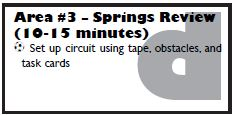 Area #3 – Springs Review
(10-15 minutes)
Set up circuit using tape, obstacles, and
task cards